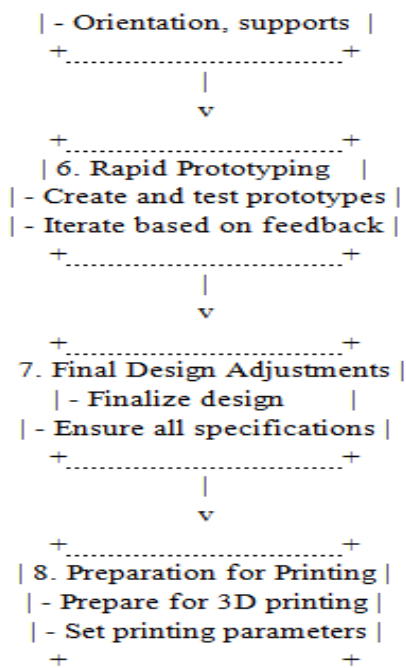 | - Orientation, supports |
+-------------------------------+
|
v
+-------------------------------+
| 6. Rapid Prototyping |
| - Create and test prototypes |
| - Iterate based on feedback |
+-------------------------------+
|
v
+-------------------------------+
7. Final Design Adjustments |
| - Finalize design |
| - Ensure all specifications |
+-------------------------------+
|
v
+-------------------------------+
| 8. Preparation for Printing |
| - Prepare for 3D printing |
| - Set printing parameters |
+ +